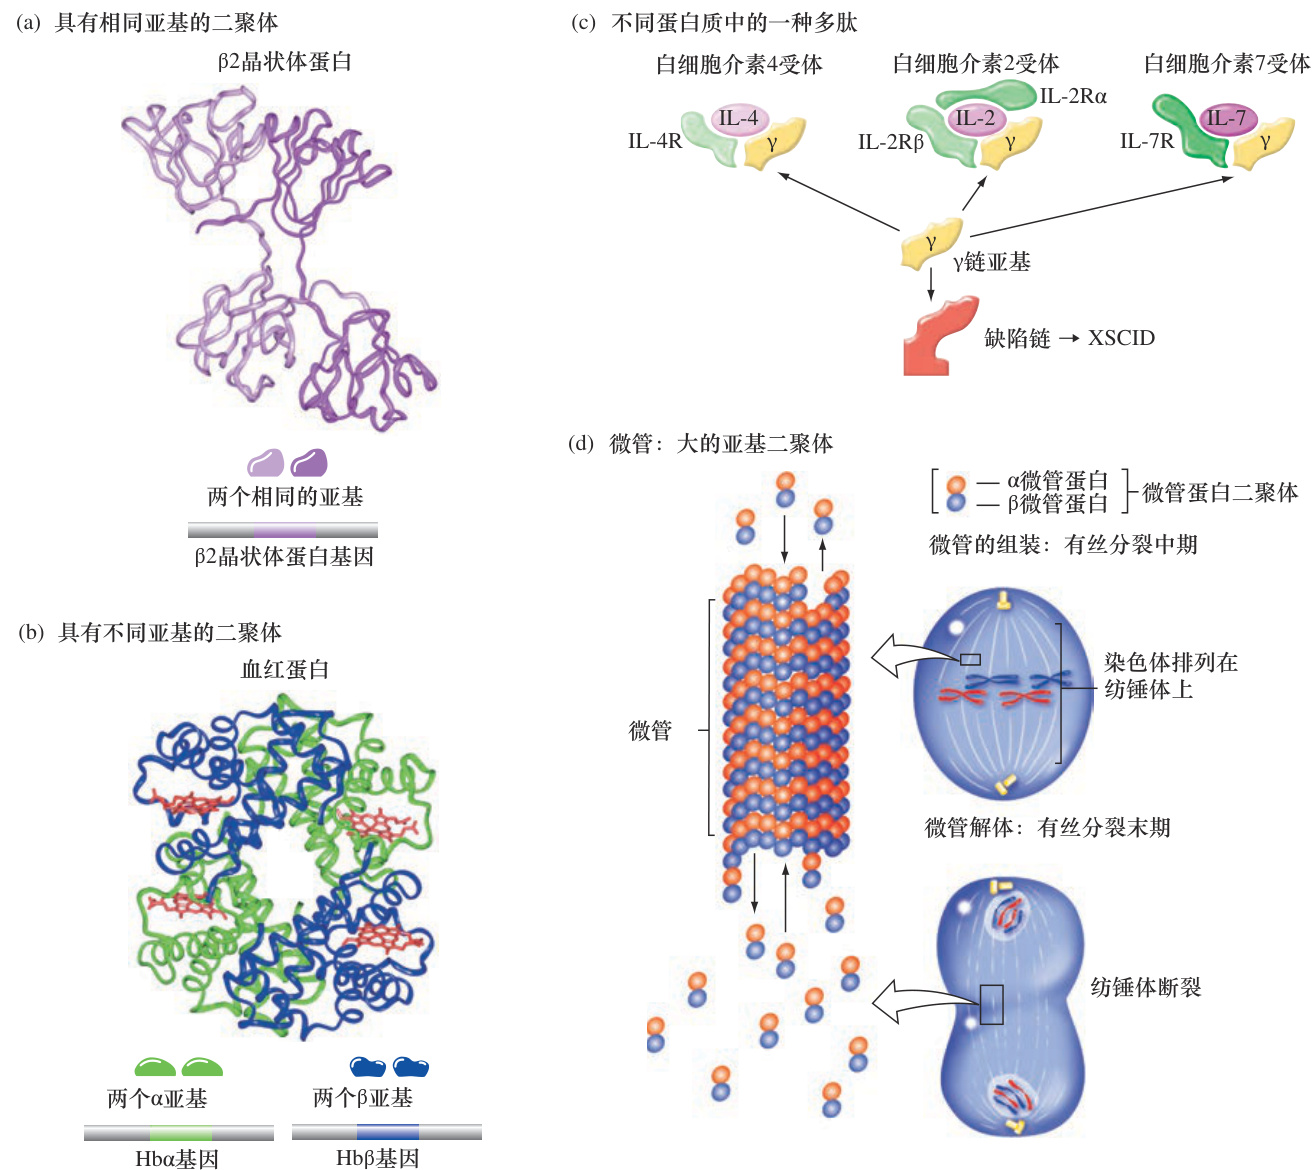 (a) 具有相同亚基的二聚体
β2晶状体蛋白
两个相同的亚基
β2晶状体蛋白基因
(b) 具有不同亚基的二聚体
血红蛋白
两个α亚基
两个β亚基
Hbα基因
Hbβ基因
(c) 不同蛋白质中的一种多肽
白细胞介素4受体
白细胞介素2受体
白细胞介素7受体
IL-4
IL-4R
γ
IL-2Rα
IL-2
IL-2Rβ
γ
IL-7
IL-7R
γ
γ
γ链亚基
缺陷链 → XSCID
(d) 微管：大的亚基二聚体
α微管蛋白
β微管蛋白
微管蛋白二聚体
微管的组装：有丝分裂中期
染色体排列在
纺锤体上
微管
微管解体：有丝分裂末期
纺锤体断裂